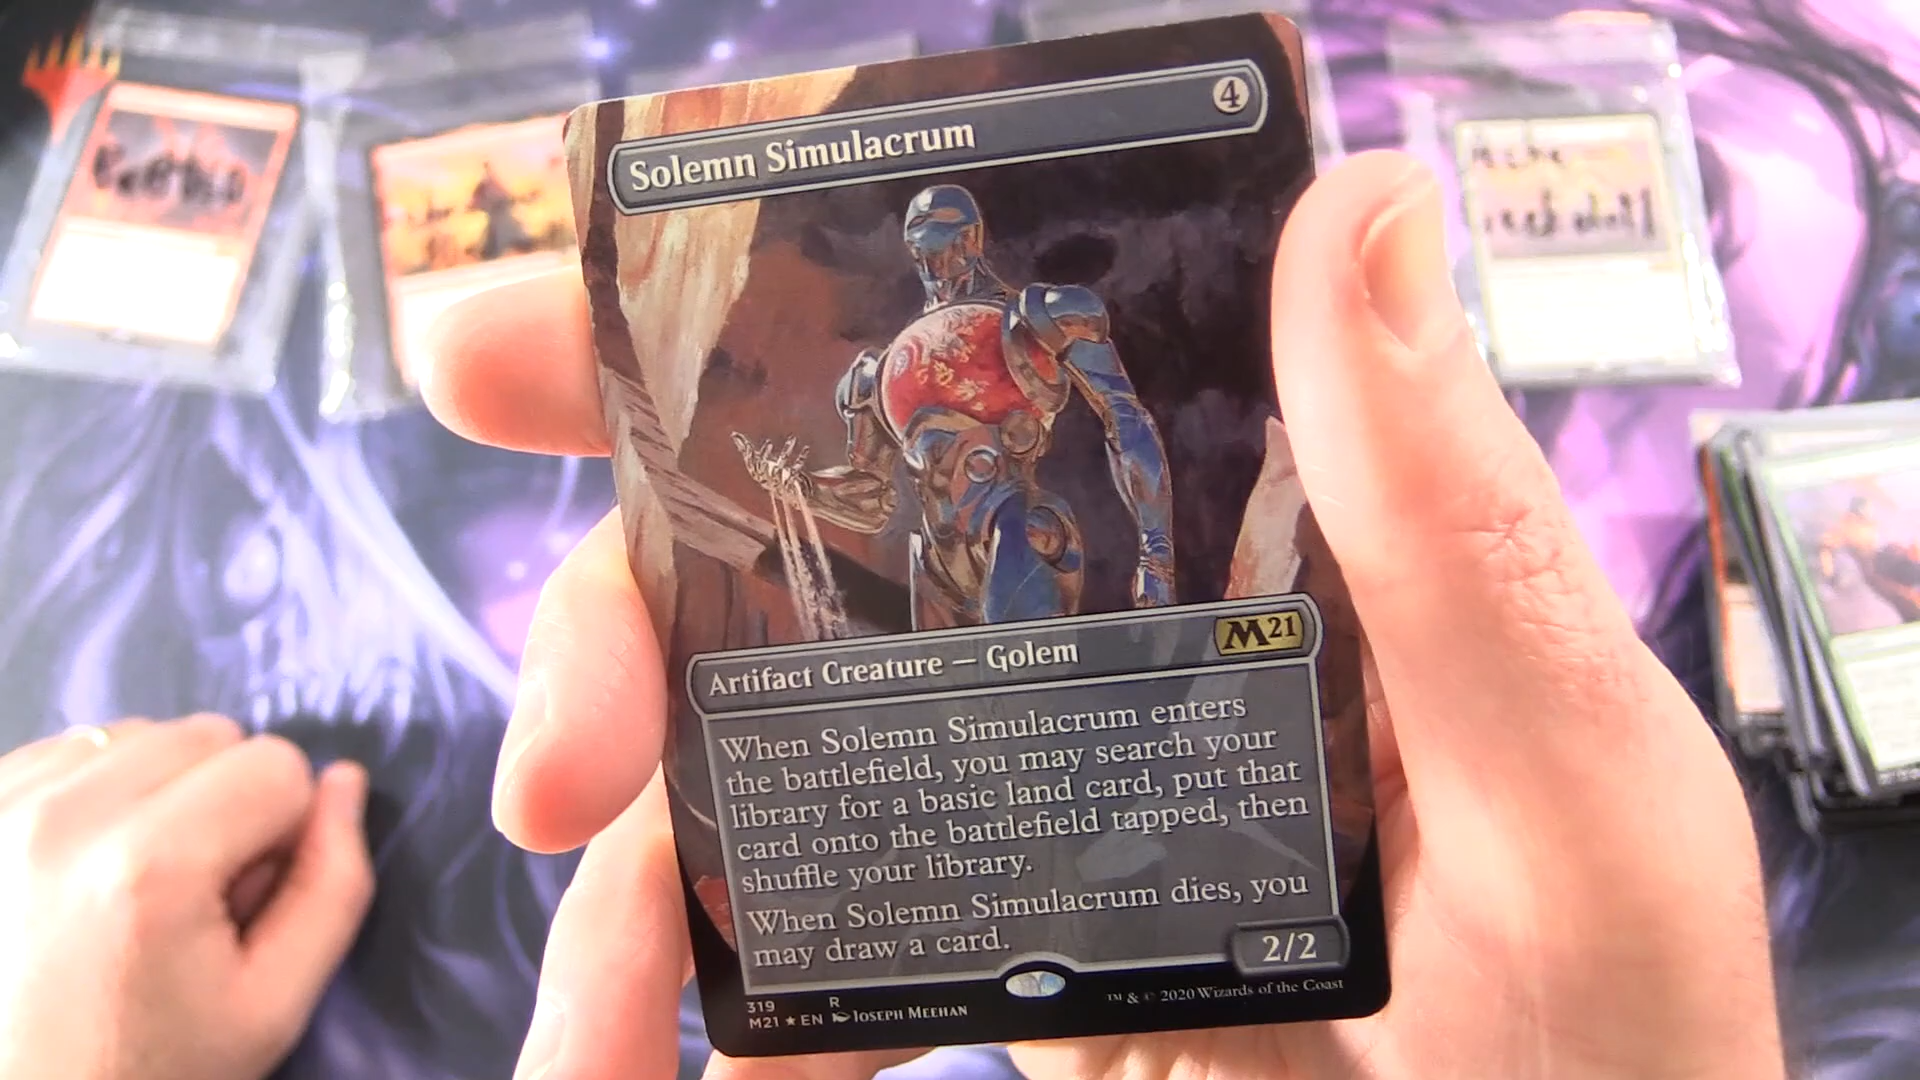 Solemn Simulacrum 4
Artifact Creature — Golem M21
When Solemn Simulacrum enters
the battlefield, you may search your
library for a basic land card, put that
card onto the battlefield tapped, then
shuffle your library.
When Solemn Simulacrum dies, you
may draw a card.
2/2
319 R
M21 ★ EN Joseph Meehan
™ & © 2020 Wizards of the Coast